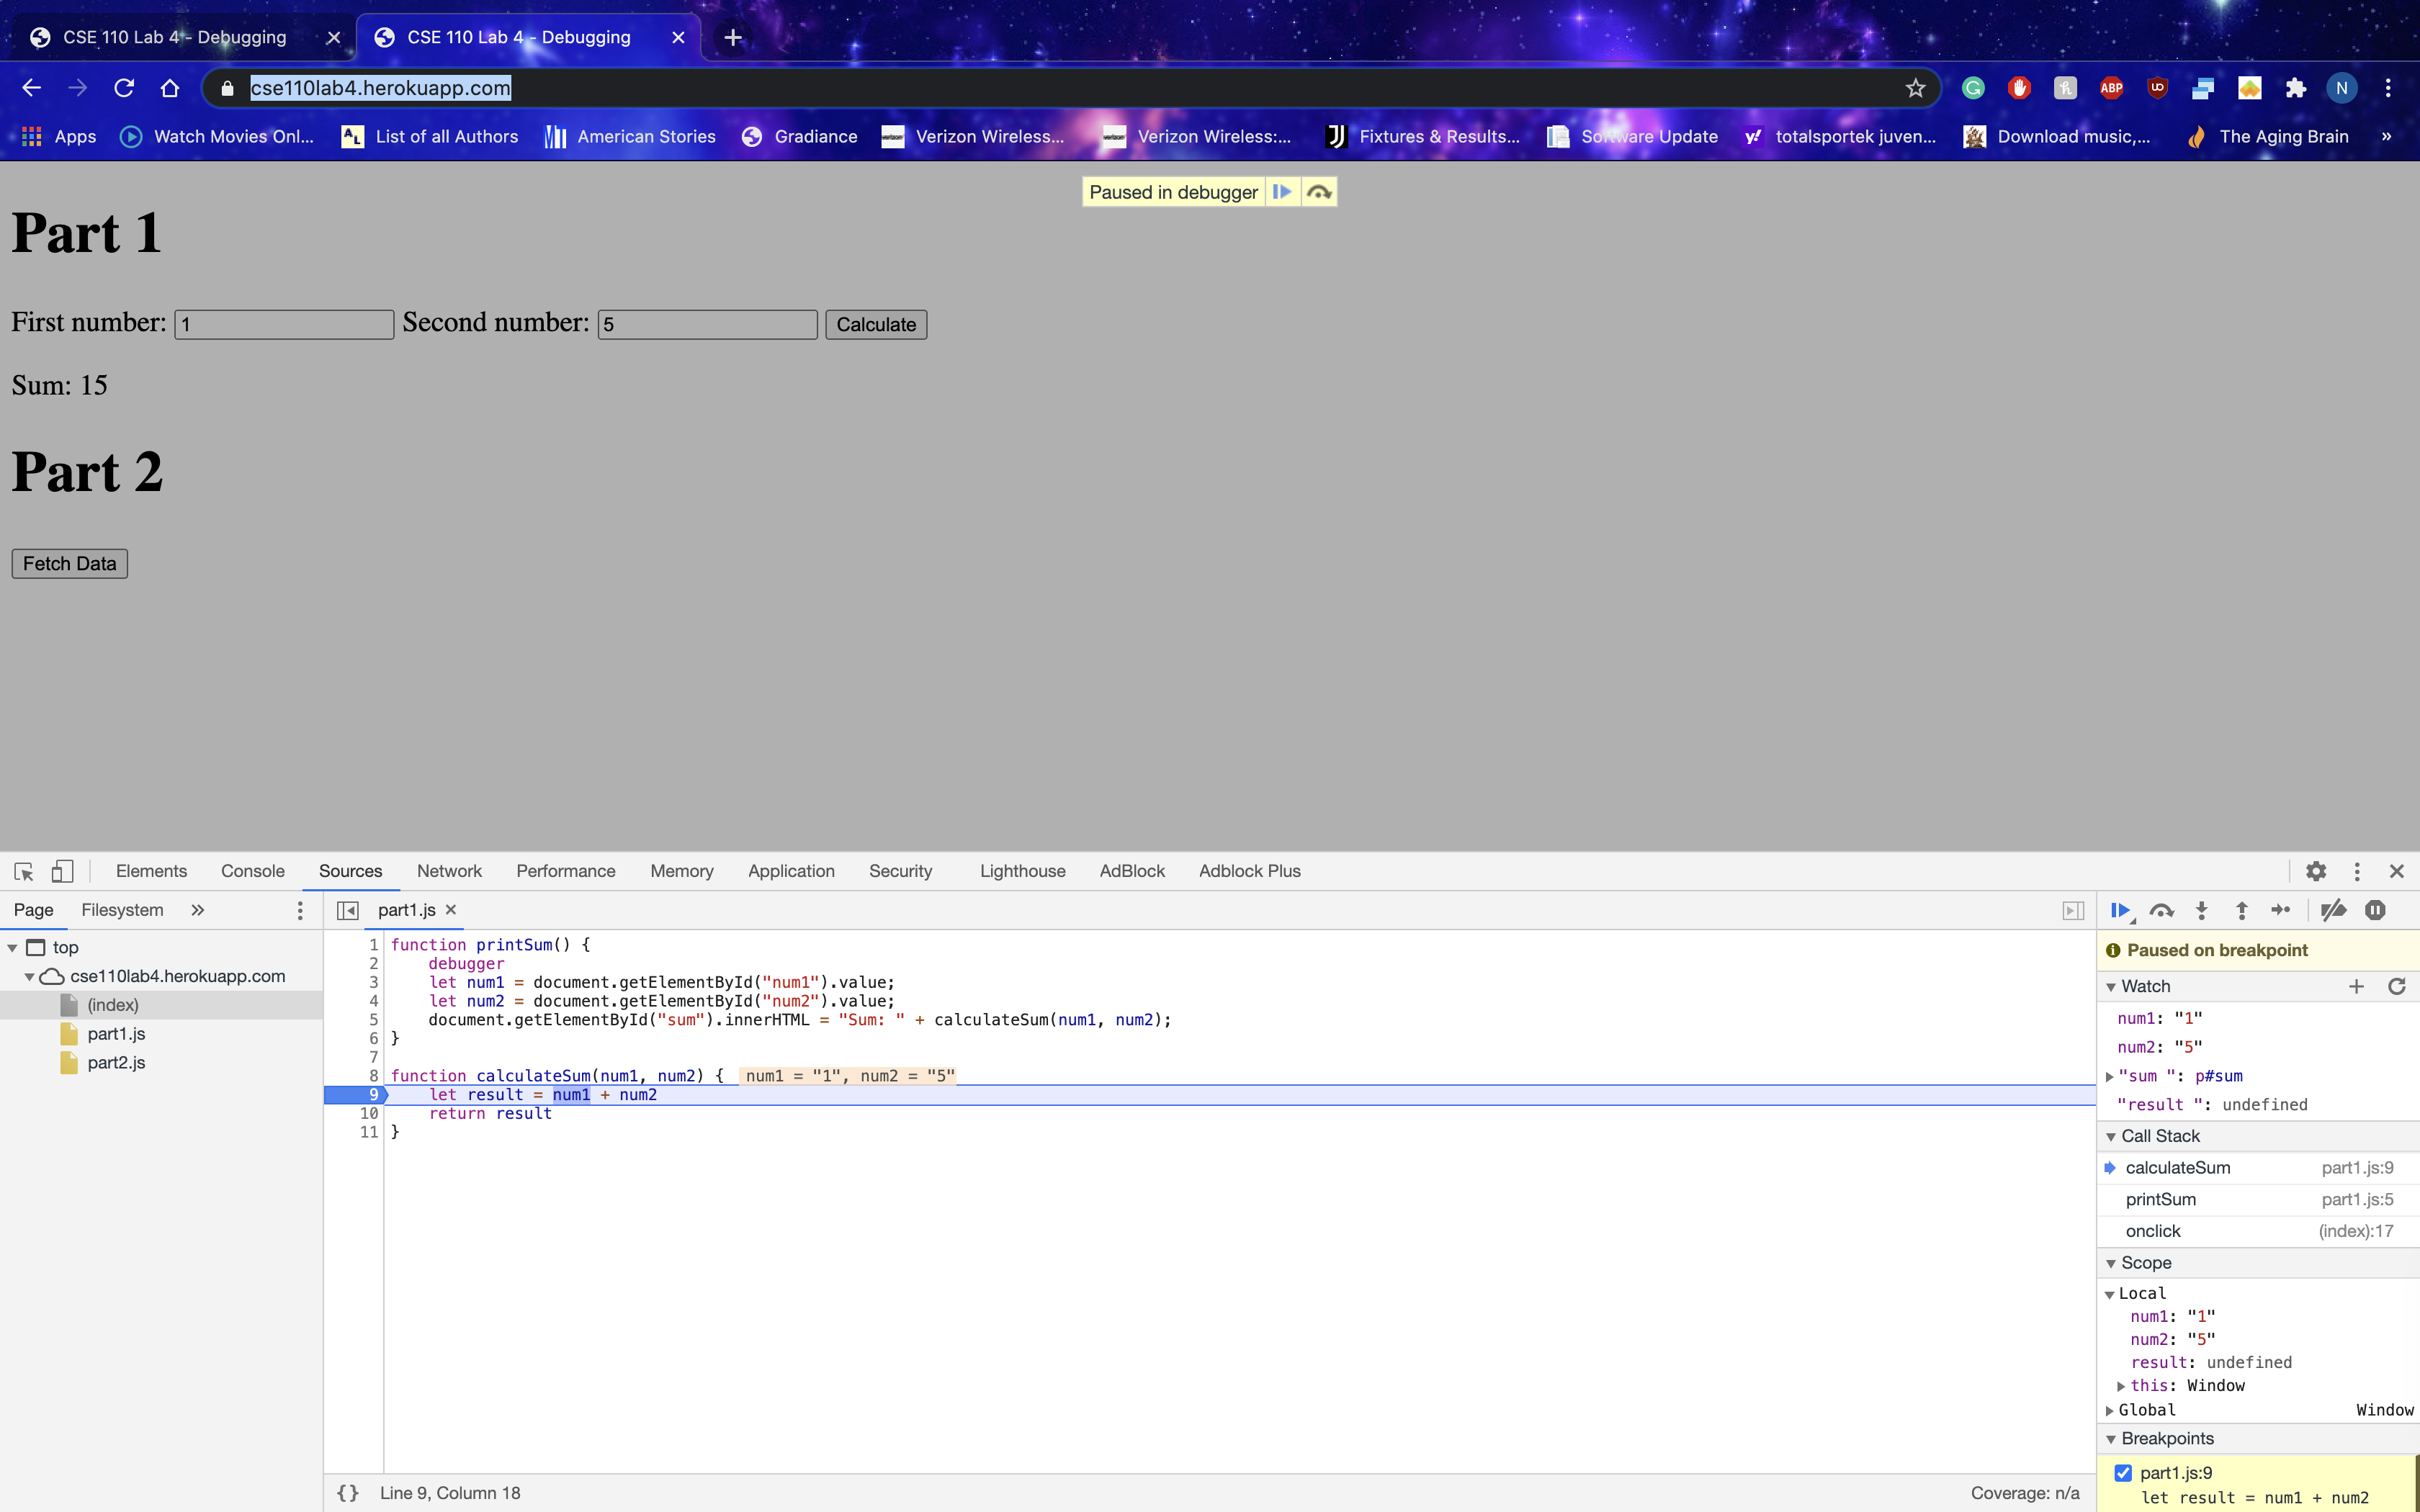 CSE 110 Lab 4 - Debugging
CSE 110 Lab 4 - Debugging
cse110lab4.herokuapp.com
ABP
N
Apps
Watch Movies Onl...
List of all Authors
American Stories
Gradiance
Verizon Wireless...
Verizon Wireless:...
Fixtures & Results...
Software Update
totalsportek juven...
Download music,...
The Aging Brain
»
Paused in debugger
Part 1
First number: 1 Second number: 5 Calculate
Sum: 15
Part 2
Fetch Data
Elements Console Sources Network Performance Memory Application Security Lighthouse AdBlock Adblock Plus
Page Filesystem »
part1.js
top
cse110lab4.herokuapp.com
(index)
part1.js
part2.js
1 function printSum() {
2 debugger
3 let num1 = document.getElementById("num1").value;
4 let num2 = document.getElementById("num2").value;
5 document.getElementById("sum").innerHTML = "Sum: " + calculateSum(num1, num2);
6 }
7
8 function calculateSum(num1, num2) { num1 = "1", num2 = "5"
9 let result = num1 + num2
10 return result
11 }
{} Line 9, Column 18
Coverage: n/a
Paused on breakpoint
Watch
num1: "1"
num2: "5"
"sum ": p#sum
"result ": undefined
Call Stack
calculateSum part1.js:9
printSum part1.js:5
onclick (index):17
Scope
Local
num1: "1"
num2: "5"
result: undefined
this: Window
Global Window
Breakpoints
part1.js:9
let result = num1 + num2